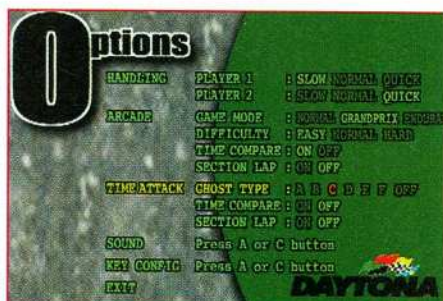 Options
HANDLING PLAYER 1 : SLOW NORMAL QUICK
PLAYER 2 : SLOW NORMAL QUICK
ARCADE GAME MODE : NORMAL GRANDPRIX ENDURA
DIFFICULTY : EASY NORMAL HARD
TIME COMPARE : ON OFF
SECTION LAP : ON OFF
TIME ATTACK GHOST TYPE : A B C D E F OFF
TIME COMPARE : ON OFF
SECTION LAP : ON OFF
SOUND Press A or C button
KEY CONFIG Press A or C button
EXIT
DAYTONA